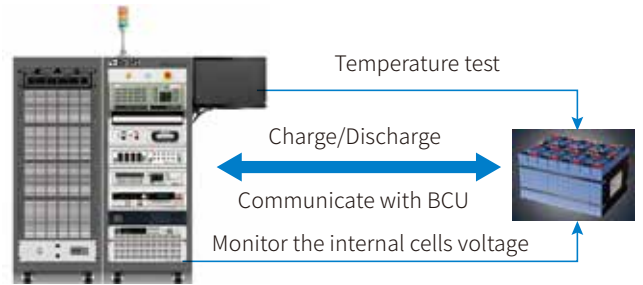 Temperature test
Charge/Discharge
Communicate with BCU
Monitor the internal cells voltage